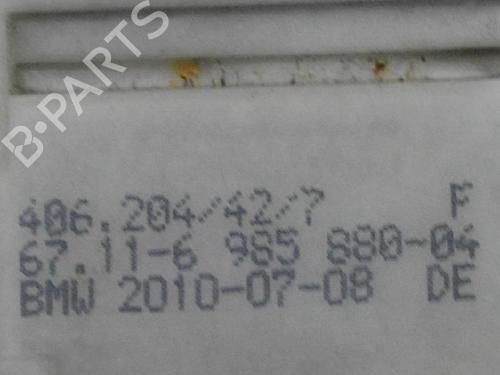 B-PARTS
406.204/42/7 F
67.11-6 985 880-04
BMW 2010-07-08 DE